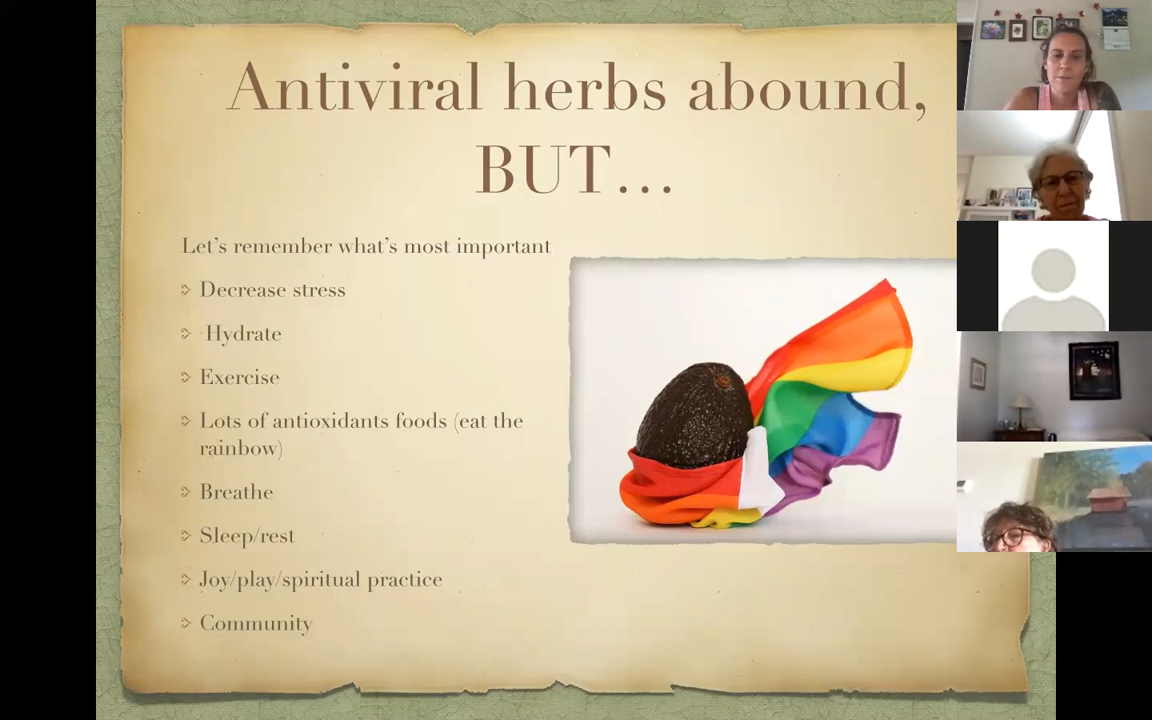 Antiviral herbs abound,
BUT...
Let's remember what's most important
Decrease stress
Hydrate
Exercise
Lots of antioxidants foods (eat the
rainbow)
Breathe
Sleep/rest
Joy/play/spiritual practice
Community